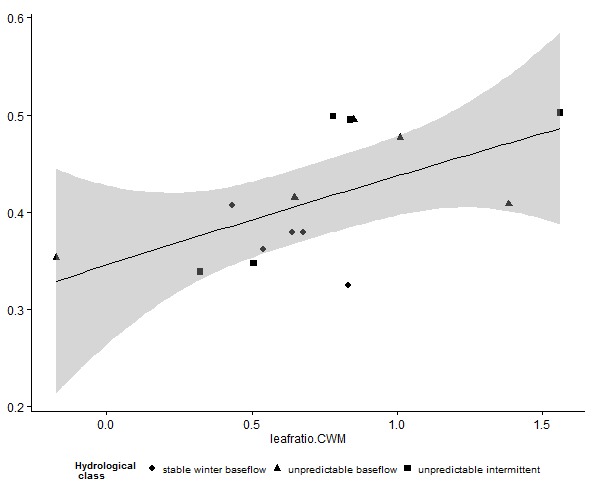 0.6
0.5
0.4
0.3
0.2
0.0 0.5 1.0 1.5
leafratio.CWM
Hydrological
class
stable winter baseflow unpredictable baseflow unpredictable intermittent